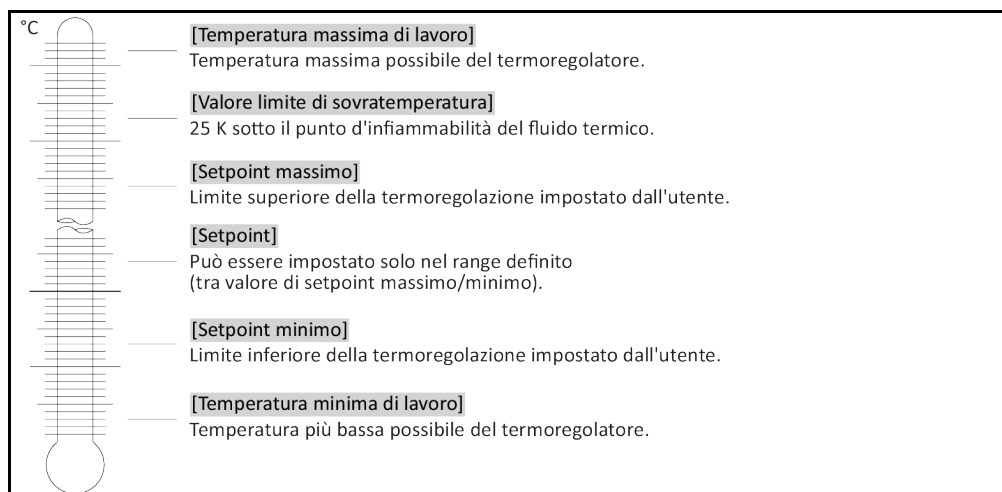 °C
[Temperatura massima di lavoro]
Temperatura massima possibile del termoregolatore.
[Valore limite di sovratemperatura]
25 K sotto il punto d'infiammabilità del fluido termico.
[Setpoint massimo]
Limite superiore della termoregolazione impostato dall'utente.
[Setpoint]
Può essere impostato solo nel range definito
(tra valore di setpoint massimo/minimo).
[Setpoint minimo]
Limite inferiore della termoregolazione impostato dall'utente.
[Temperatura minima di lavoro]
Temperatura più bassa possibile del termoregolatore.